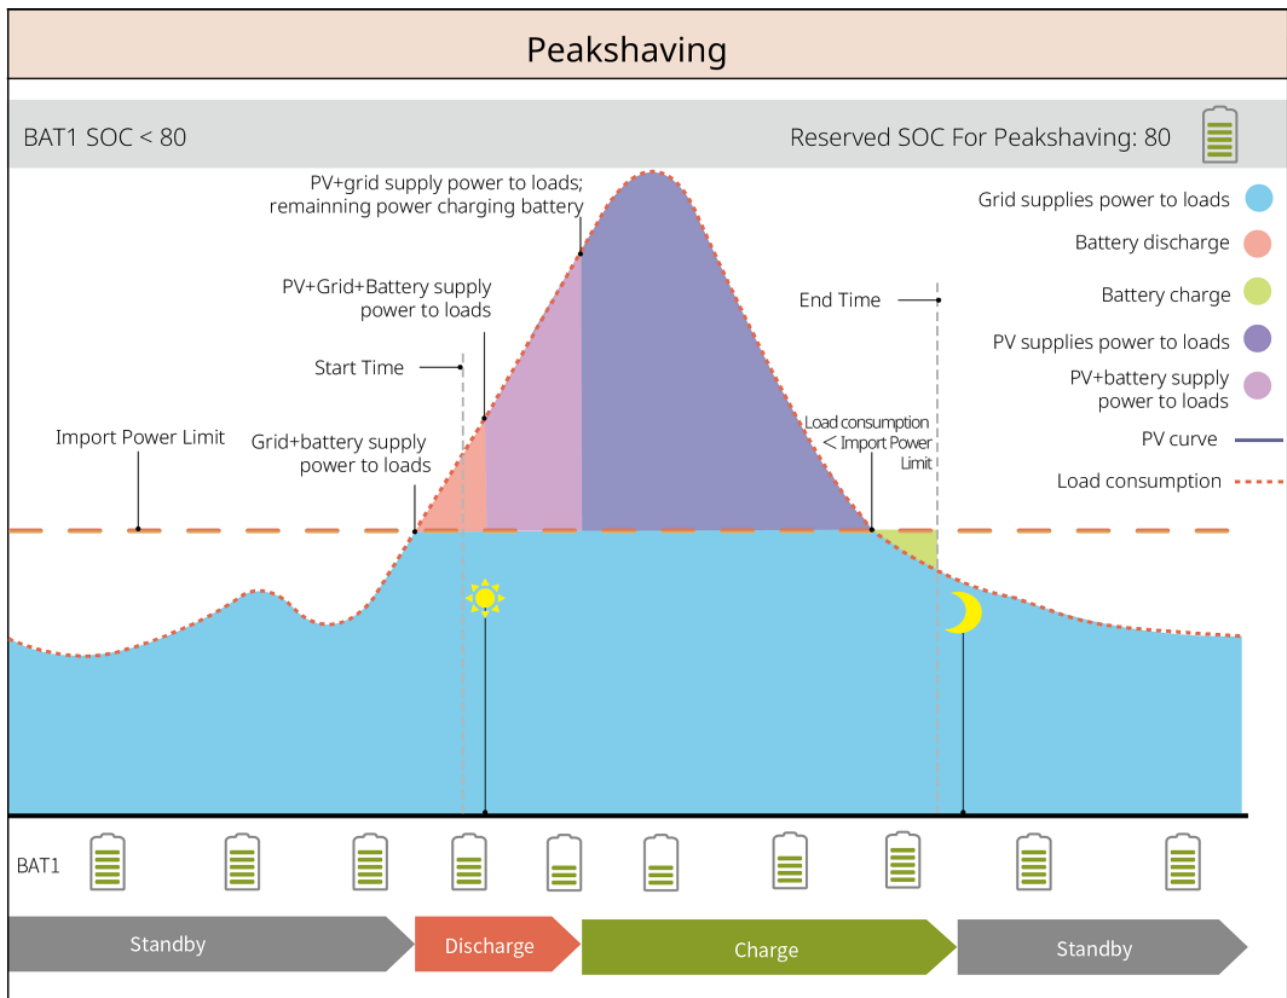 Peakshaving
BAT1 SOC < 80
Reserved SOC For Peakshaving: 80
PV+grid supply power to loads;
remainning power charging battery
Grid supplies power to loads
Battery discharge
PV+Grid+Battery supply
power to loads
End Time
Battery charge
PV supplies power to loads
Start Time
PV+battery supply
power to loads
Import Power Limit
Grid+battery supply
power to loads
Load consumption
< Import Power
Limit
PV curve
Load consumption
BAT1
Standby
Discharge
Charge
Standby